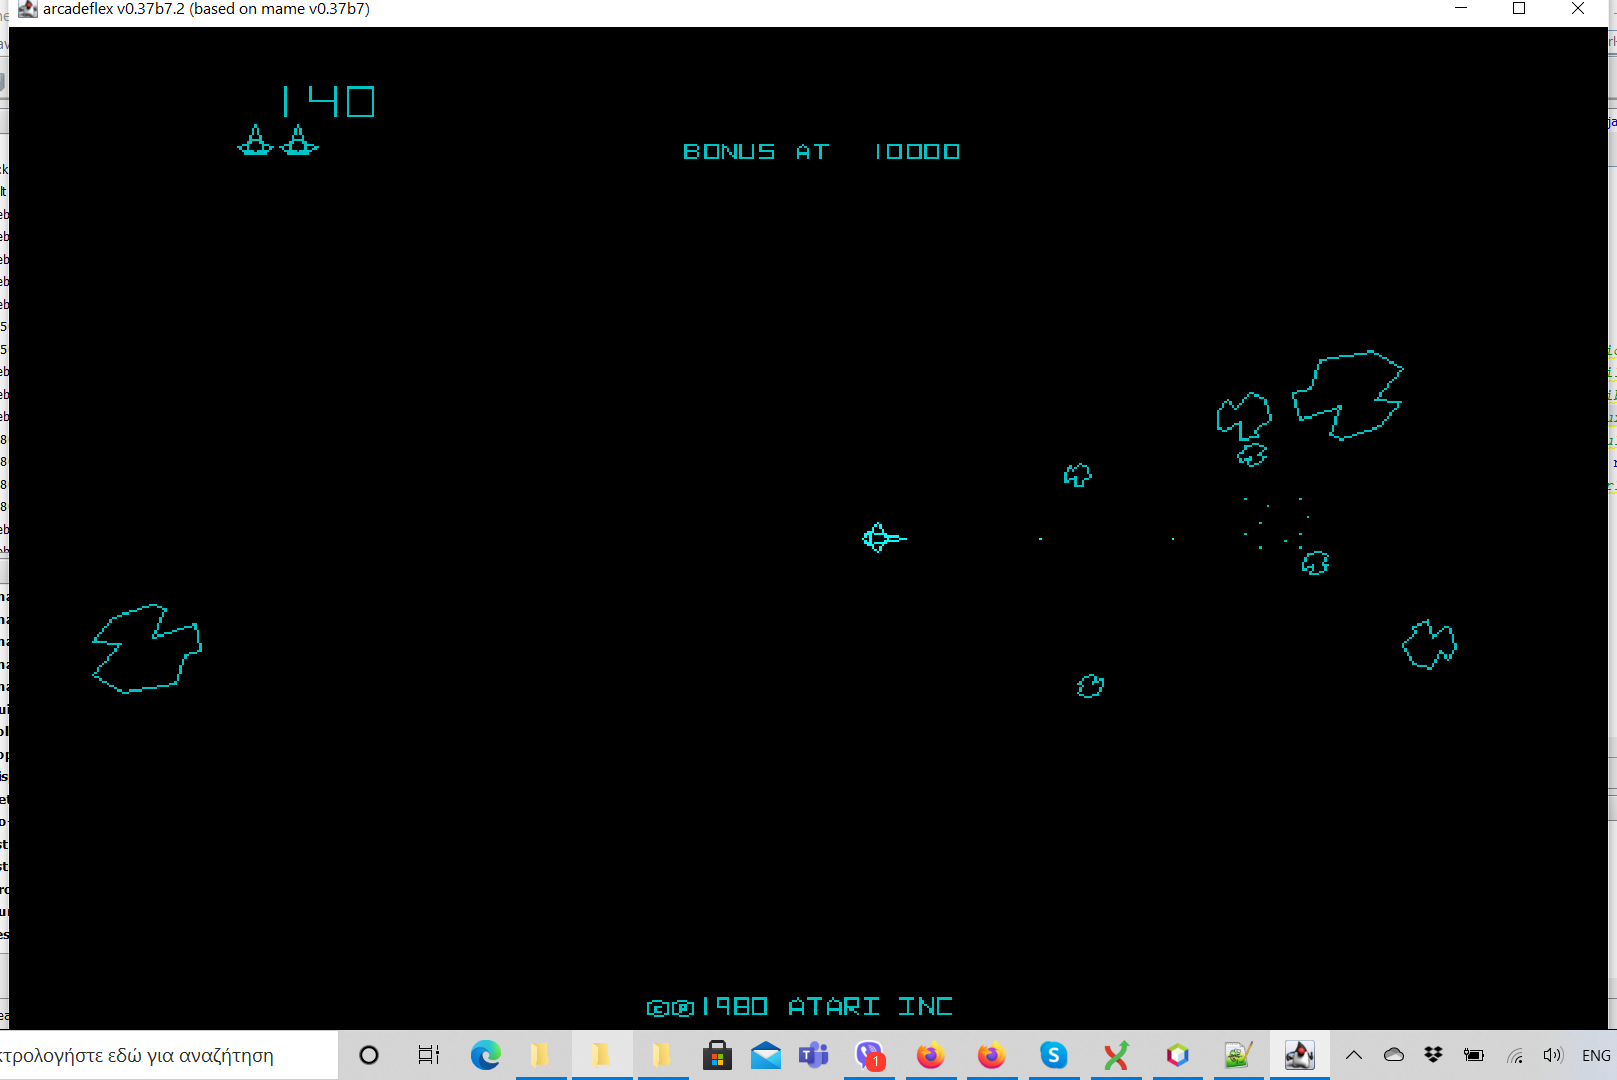 arcadeflex v0.37b7.2 (based on mame v0.37b7)
140
BONUS AT 10000
©℗1980 ATARI INC
κτρολογήστε εδώ για αναζήτηση
1
ENG